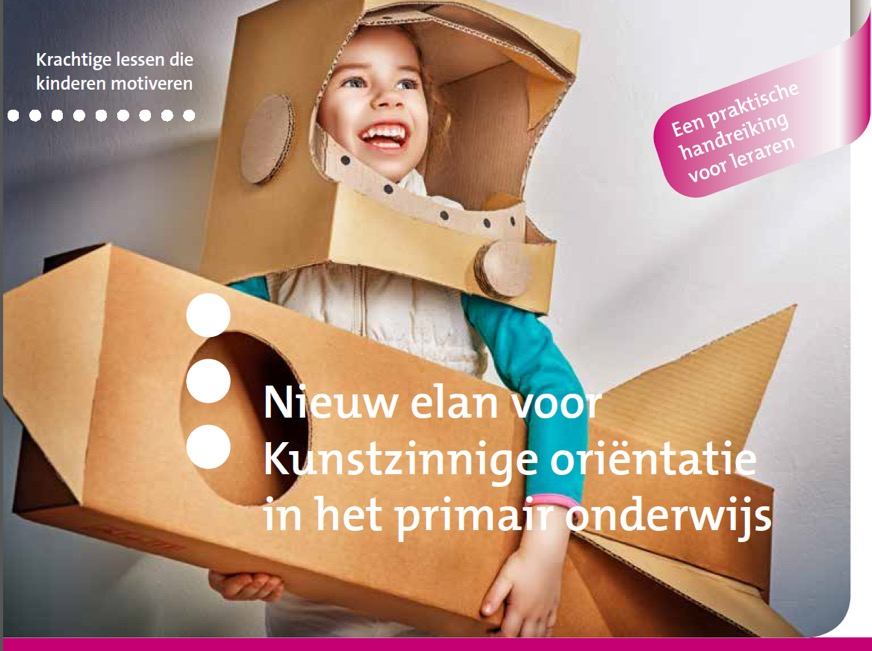 Krachtige lessen die
kinderen motiveren
Een praktische
handreiking
voor leraren
Nieuw elan voor
Kunstzinnige oriëntatie
in het primair onderwijs